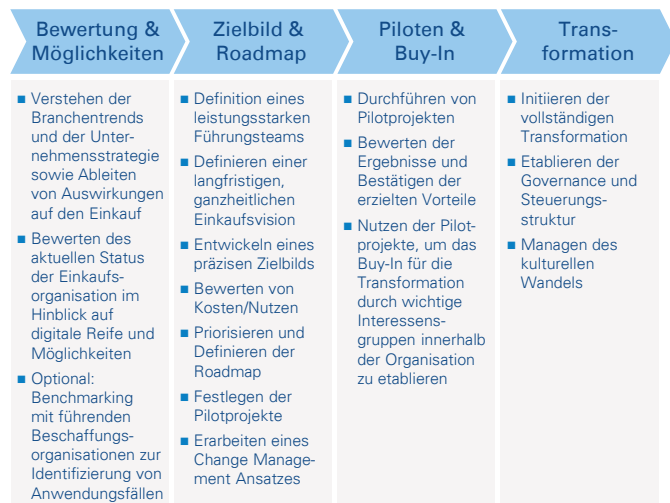 Bewertung &
Möglichkeiten
■ Verstehen der
Branchentrends
und der Unter-
nehmensstrategie
sowie Ableiten
von Auswirkungen
auf den Einkauf
■ Bewerten des
aktuellen Status
der Einkaufs-
organisation im
Hinblick auf
digitale Reife und
Möglichkeiten
■ Optional:
Benchmarking
mit führenden
Beschaffungs-
organisationen zur
Identifizierung von
Anwendungsfällen
Zielbild &
Roadmap
■ Definition eines
leistungsstarken
Führungsteams
■ Definieren einer
langfristigen,
ganzheitlichen
Einkaufsvision
■ Entwickeln eines
präzisen Zielbilds
■ Bewerten von
Kosten/Nutzen
■ Priorisieren und
Definieren der
Roadmap
■ Festlegen der
Pilotprojekte
■ Erarbeiten eines
Change Manage-
ment Ansatzes
Piloten &
Buy-In
■ Durchführen von
Pilotprojekten
■ Bewerten der
Ergebnisse und
Bestätigen der
erzielten Vorteile
■ Nutzen der Pilot-
projekte, um das
Buy-In für die
Transformation
durch wichtige
Interessens-
gruppen innerhalb
der Organisation
zu etablieren
Trans-
formation
■ Initiieren der
vollständigen
Transformation
■ Etablieren der
Governance und
Steuerungs-
struktur
■ Managen des
kulturellen
Wandels